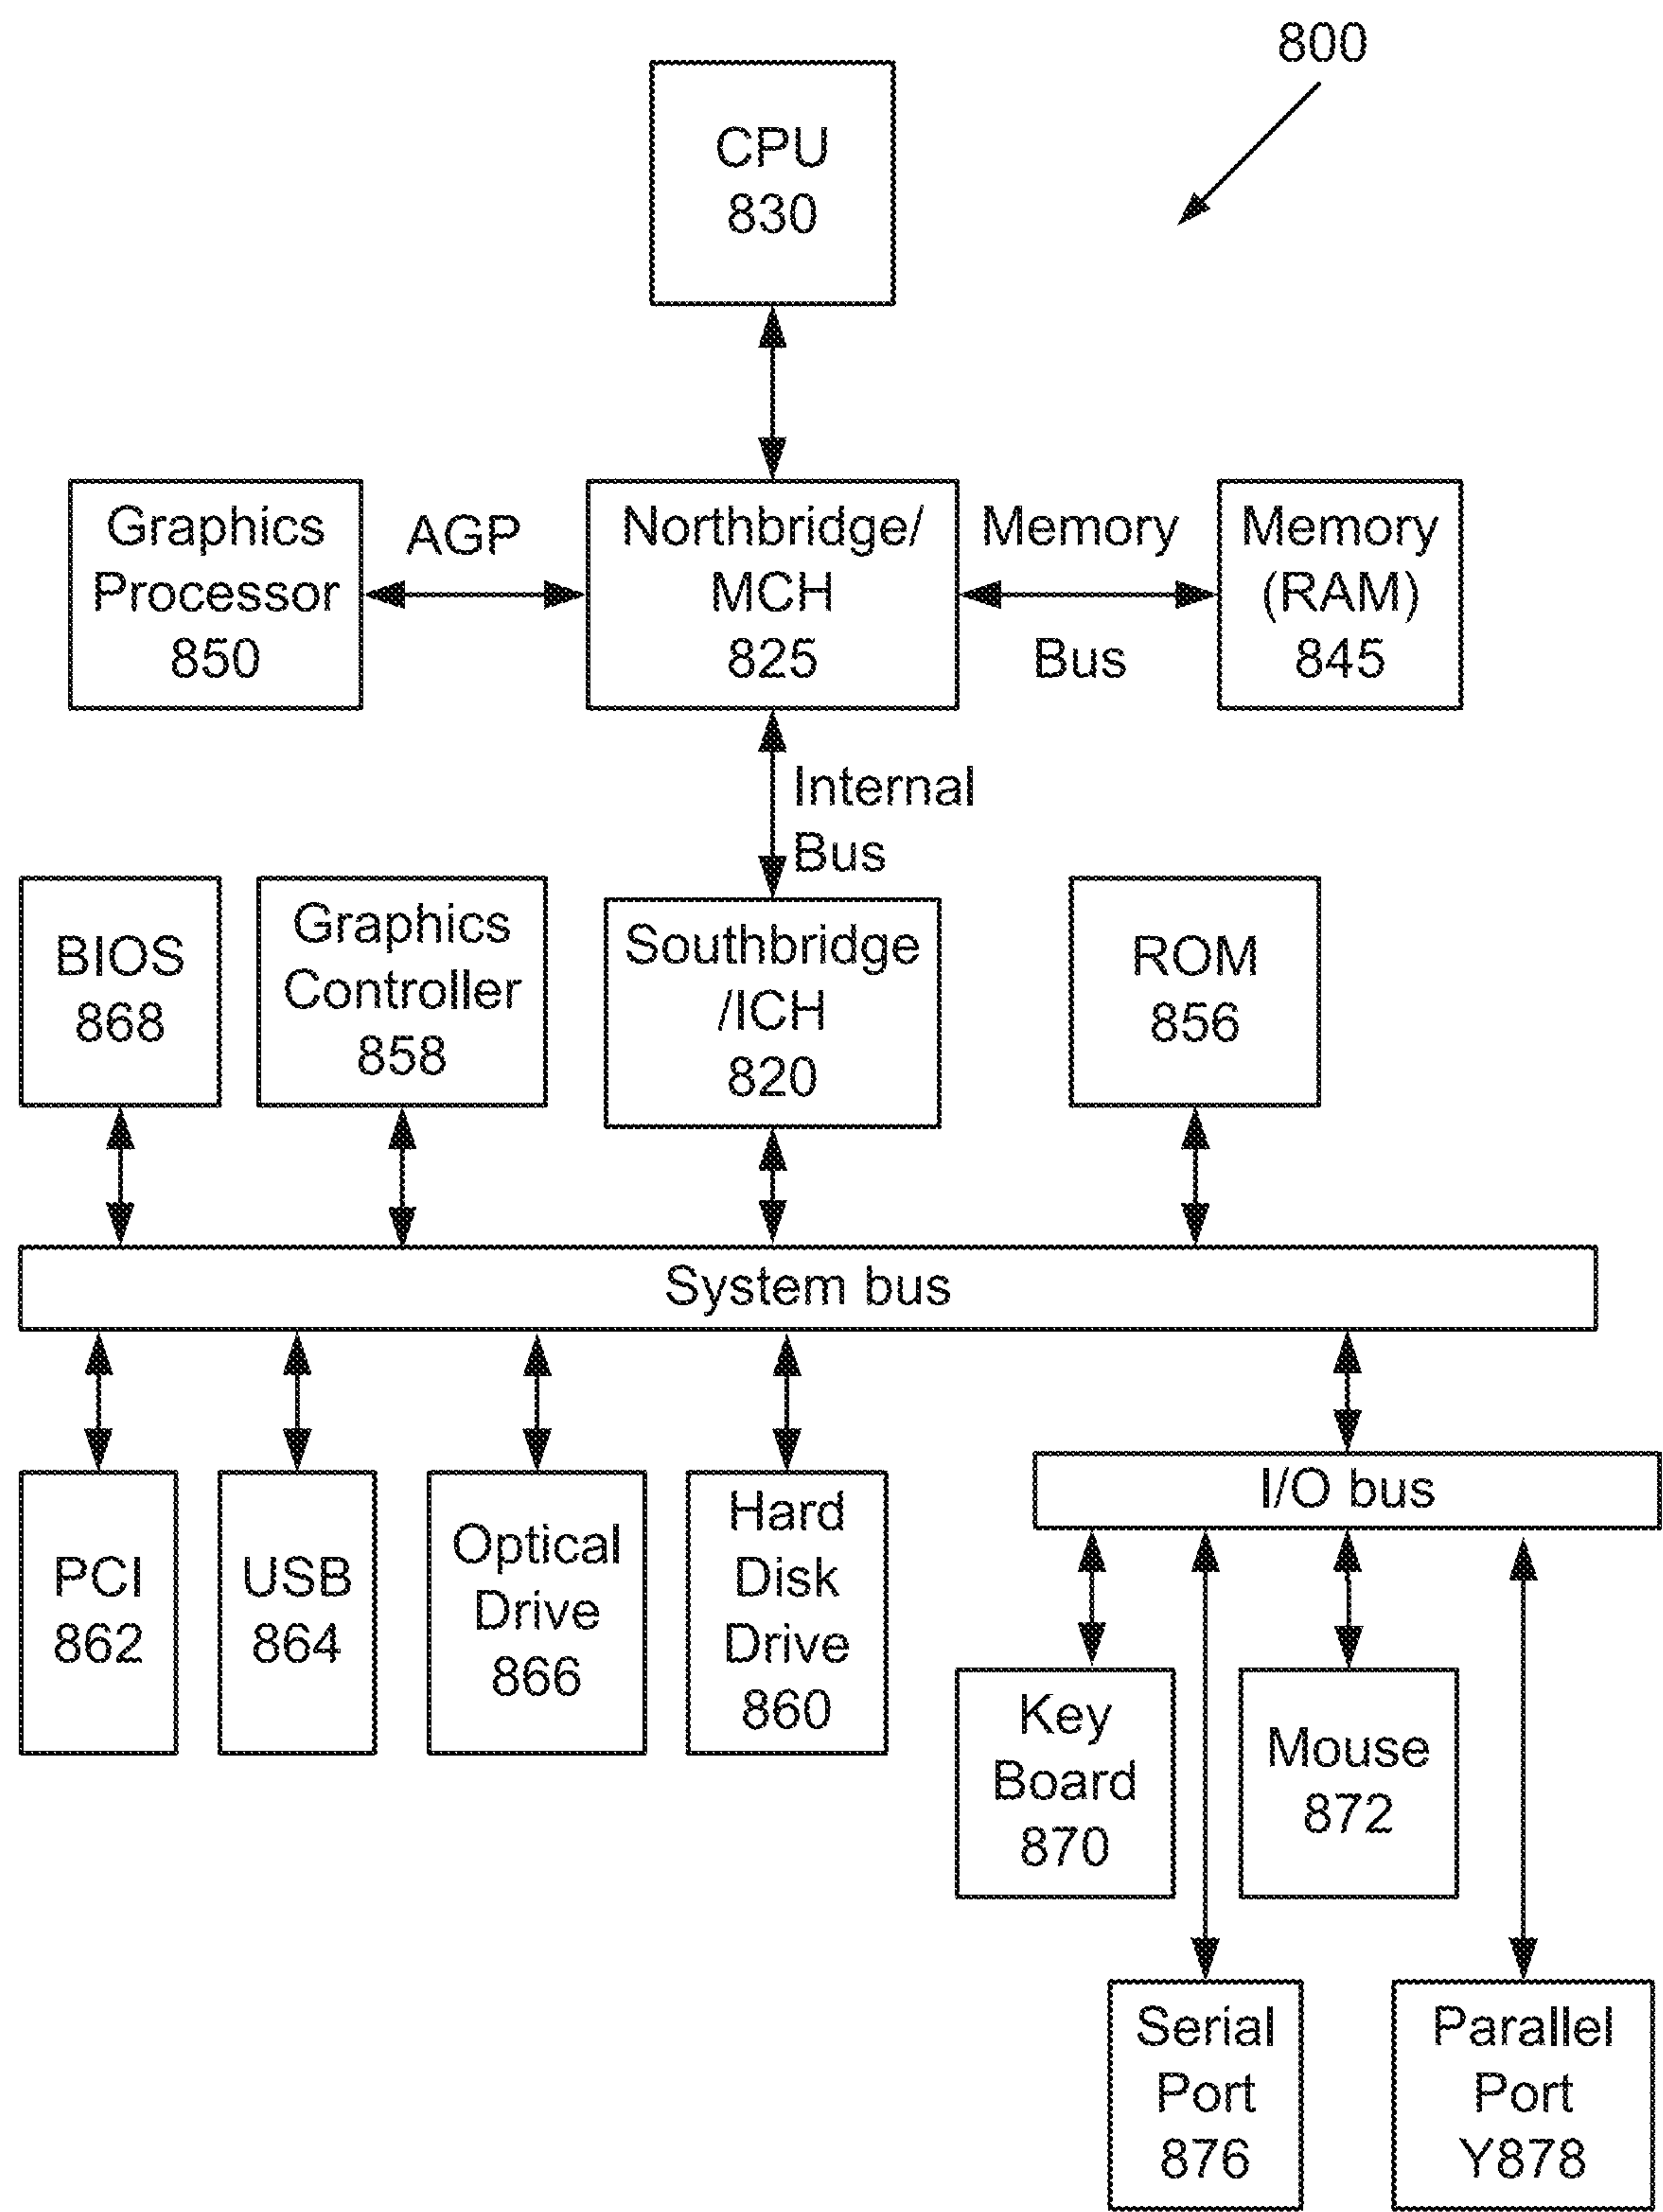 800
CPU
830
Graphics
Processor
850
AGP
Northbridge/
MCH
825
Memory
Bus
Memory
(RAM)
845
Internal
Bus
BIOS
868
Graphics
Controller
858
Southbridge
/ICH
820
ROM
856
System bus
PCI
862
USB
864
Optical
Drive
866
Hard
Disk
Drive
860
I/O bus
Key
Board
870
Mouse
872
Serial
Port
876
Parallel
Port
Y878